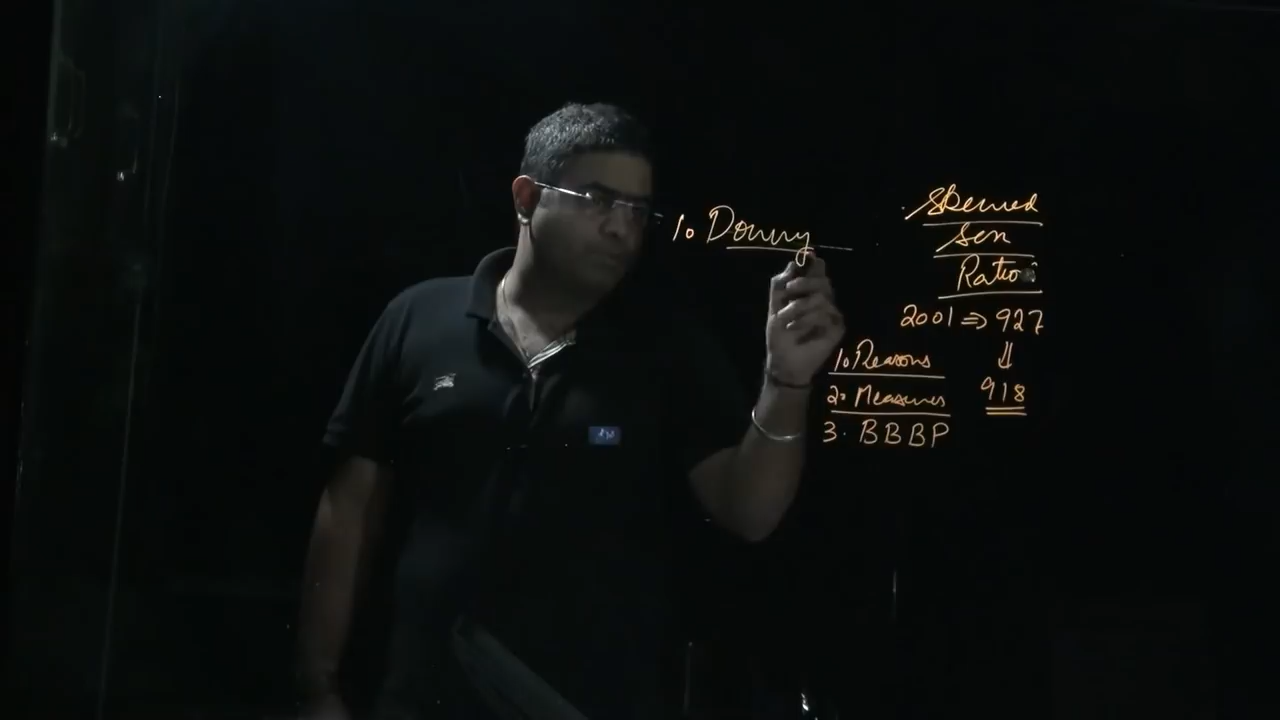 1. Dowry
Skewed
Sex
Ratio
2001 ⇒ 927
⇓
918
1. Reasons
2. Measures
3. BBBP